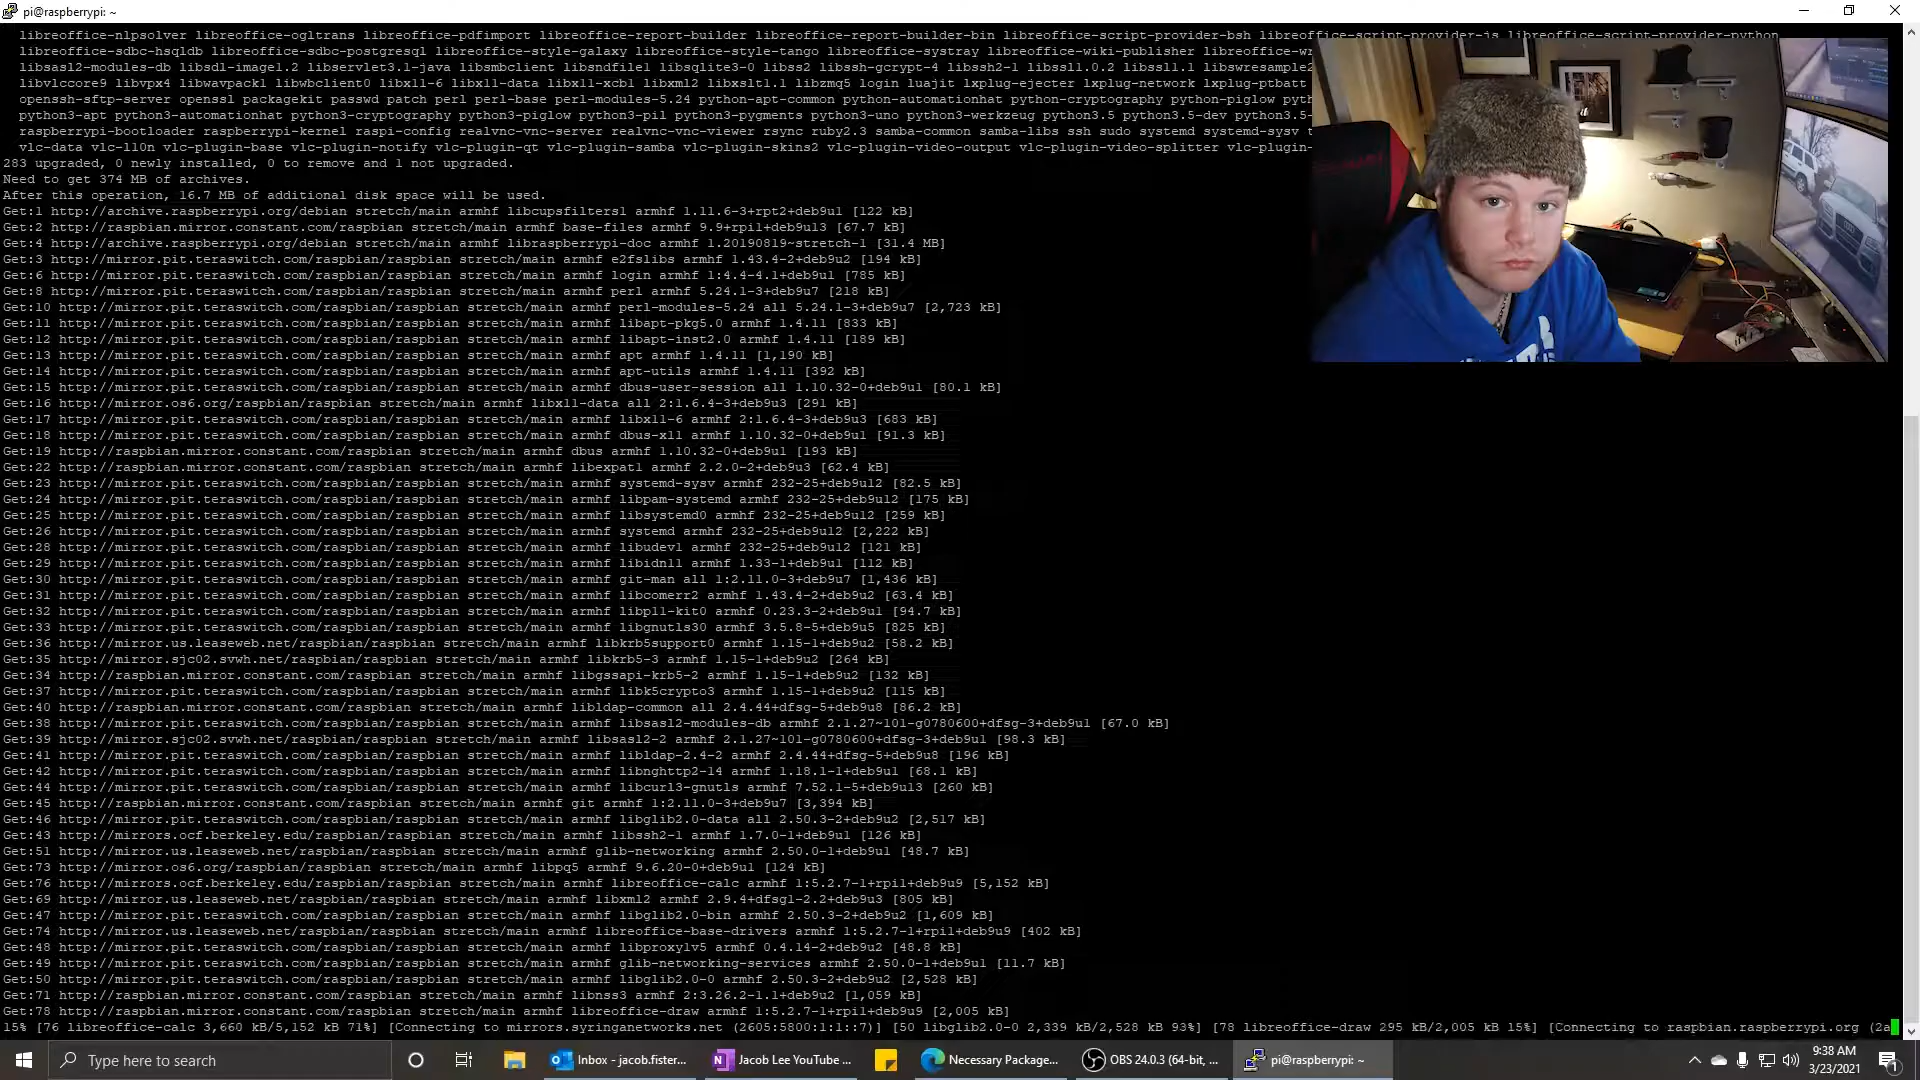 pi@raspberrypi: ~
libreoffice-nlpsolver libreoffice-ogltrans libreoffice-pdfimport libreoffice-report-builder libreoffice-report-builder-bin libreoffice-script-provider-bsh libreoffice-script-provider-js libreoffice-script-provider-python
libreoffice-sdbc-hsqldb libreoffice-sdbc-postgresql libreoffice-style-galaxy libreoffice-style-tango libreoffice-systray libreoffice-wiki-publisher libreoffice-wr
libsasl2-modules-db libsdl-image1.2 libservlet3.1-java libsmbclient libsndfile1 libsqlite3-0 libss2 libssh-gcrypt-4 libssh2-1 libssl1.0.2 libssl1.1 libswresample2
libvlccore9 libvpx4 libwavpack1 libwbclient0 libx11-6 libx11-data libx11-xcb1 libxml2 libxslt1.1 libzmq5 login luajit lxplug-ejecter lxplug-network lxplug-ptbatt
openssh-sftp-server openssl packagekit passwd patch perl perl-base perl-modules-5.24 python-apt-common python-automationhat python-cryptography python-piglow pyth
python3-apt python3-automationhat python3-cryptography python3-piglow python3-pil python3-pygments python3-uno python3-werkzeug python3.5 python3.5-dev python3.5-
raspberrypi-bootloader raspberrypi-kernel raspi-config realvnc-vnc-server realvnc-vnc-viewer rsync ruby2.3 samba-common samba-libs ssh sudo systemd systemd-sysv t
vlc-data vlc-l10n vlc-plugin-base vlc-plugin-notify vlc-plugin-qt vlc-plugin-samba vlc-plugin-skins2 vlc-plugin-video-output vlc-plugin-video-splitter vlc-plugin-
283 upgraded, 0 newly installed, 0 to remove and 1 not upgraded.
Need to get 374 MB of archives.
After this operation, 16.7 MB of additional disk space will be used.
Get:1 http://archive.raspberrypi.org/debian stretch/main armhf libcupsfilters1 armhf 1.11.6-3+rpt2+deb9u1 [122 kB]
Get:2 http://raspbian.mirror.constant.com/raspbian stretch/main armhf base-files armhf 9.9+rpi1+deb9u13 [67.7 kB]
Get:4 http://archive.raspberrypi.org/debian stretch/main armhf libraspberrypi-doc armhf 1.20190819~stretch-1 [31.4 MB]
Get:3 http://mirror.pit.teraswitch.com/raspbian/raspbian stretch/main armhf e2fslibs armhf 1.43.4-2+deb9u2 [194 kB]
Get:6 http://mirror.pit.teraswitch.com/raspbian/raspbian stretch/main armhf login armhf 1:4.4-4.1+deb9u1 [785 kB]
Get:8 http://mirror.pit.teraswitch.com/raspbian/raspbian stretch/main armhf perl armhf 5.24.1-3+deb9u7 [218 kB]
Get:10 http://mirror.pit.teraswitch.com/raspbian/raspbian stretch/main armhf perl-modules-5.24 all 5.24.1-3+deb9u7 [2,723 kB]
Get:11 http://mirror.pit.teraswitch.com/raspbian/raspbian stretch/main armhf libapt-pkg5.0 armhf 1.4.11 [833 kB]
Get:12 http://mirror.pit.teraswitch.com/raspbian/raspbian stretch/main armhf libapt-inst2.0 armhf 1.4.11 [189 kB]
Get:13 http://mirror.pit.teraswitch.com/raspbian/raspbian stretch/main armhf apt armhf 1.4.11 [1,190 kB]
Get:14 http://mirror.pit.teraswitch.com/raspbian/raspbian stretch/main armhf apt-utils armhf 1.4.11 [392 kB]
Get:15 http://mirror.pit.teraswitch.com/raspbian/raspbian stretch/main armhf dbus-user-session all 1.10.32-0+deb9u1 [80.1 kB]
Get:16 http://mirror.os6.org/raspbian/raspbian stretch/main armhf libx11-data all 2:1.6.4-3+deb9u3 [291 kB]
Get:17 http://mirror.pit.teraswitch.com/raspbian/raspbian stretch/main armhf libx11-6 armhf 2:1.6.4-3+deb9u3 [683 kB]
Get:18 http://mirror.pit.teraswitch.com/raspbian/raspbian stretch/main armhf dbus-x11 armhf 1.10.32-0+deb9u1 [91.3 kB]
Get:19 http://raspbian.mirror.constant.com/raspbian stretch/main armhf dbus armhf 1.10.32-0+deb9u1 [193 kB]
Get:22 http://raspbian.mirror.constant.com/raspbian stretch/main armhf libexpat1 armhf 2.2.0-2+deb9u3 [62.4 kB]
Get:23 http://mirror.pit.teraswitch.com/raspbian/raspbian stretch/main armhf systemd-sysv armhf 232-25+deb9u12 [82.5 kB]
Get:24 http://mirror.pit.teraswitch.com/raspbian/raspbian stretch/main armhf libpam-systemd armhf 232-25+deb9u12 [175 kB]
Get:25 http://mirror.pit.teraswitch.com/raspbian/raspbian stretch/main armhf libsystemd0 armhf 232-25+deb9u12 [259 kB]
Get:26 http://mirror.pit.teraswitch.com/raspbian/raspbian stretch/main armhf systemd armhf 232-25+deb9u12 [2,222 kB]
Get:28 http://mirror.pit.teraswitch.com/raspbian/raspbian stretch/main armhf libudev1 armhf 232-25+deb9u12 [121 kB]
Get:29 http://mirror.pit.teraswitch.com/raspbian/raspbian stretch/main armhf libidn11 armhf 1.33-1+deb9u1 [112 kB]
Get:30 http://mirror.pit.teraswitch.com/raspbian/raspbian stretch/main armhf git-man all 1:2.11.0-3+deb9u7 [1,436 kB]
Get:31 http://mirror.pit.teraswitch.com/raspbian/raspbian stretch/main armhf libcomerr2 armhf 1.43.4-2+deb9u2 [63.4 kB]
Get:32 http://mirror.pit.teraswitch.com/raspbian/raspbian stretch/main armhf libp11-kit0 armhf 0.23.3-2+deb9u1 [94.7 kB]
Get:33 http://mirror.pit.teraswitch.com/raspbian/raspbian stretch/main armhf libgnutls30 armhf 3.5.8-5+deb9u5 [825 kB]
Get:36 http://mirror.us.leaseweb.net/raspbian/raspbian stretch/main armhf libkrb5support0 armhf 1.15-1+deb9u2 [58.2 kB]
Get:35 http://mirror.sjc02.svwh.net/raspbian/raspbian stretch/main armhf libkrb5-3 armhf 1.15-1+deb9u2 [264 kB]
Get:34 http://mirror.pit.teraswitch.com/raspbian/raspbian stretch/main armhf libgssapi-krb5-2 armhf 1.15-1+deb9u2 [132 kB]
Get:37 http://mirror.pit.teraswitch.com/raspbian/raspbian stretch/main armhf libk5crypto3 armhf 1.15-1+deb9u2 [115 kB]
Get:40 http://raspbian.mirror.constant.com/raspbian stretch/main armhf libldap-common all 2.4.44+dfsg-5+deb9u8 [86.2 kB]
Get:38 http://mirror.pit.teraswitch.com/raspbian/raspbian stretch/main armhf libsasl2-modules-db armhf 2.1.27~101-g0780600+dfsg-3+deb9u1 [67.0 kB]
Get:39 http://mirror.sjc02.svwh.net/raspbian/raspbian stretch/main armhf libsasl2-2 armhf 2.1.27~101-g0780600+dfsg-3+deb9u1 [98.3 kB]
Get:41 http://mirror.pit.teraswitch.com/raspbian/raspbian stretch/main armhf libldap-2.4-2 armhf 2.4.44+dfsg-5+deb9u8 [196 kB]
Get:42 http://mirror.pit.teraswitch.com/raspbian/raspbian stretch/main armhf libnghttp2-14 armhf 1.18.1-1+deb9u1 [68.1 kB]
Get:44 http://mirror.pit.teraswitch.com/raspbian/raspbian stretch/main armhf libcurl3-gnutls armhf 7.52.1-5+deb9u13 [260 kB]
Get:45 http://raspbian.mirror.constant.com/raspbian stretch/main armhf git armhf 1:2.11.0-3+deb9u7 [3,394 kB]
Get:46 http://mirror.pit.teraswitch.com/raspbian/raspbian stretch/main armhf libglib2.0-data all 2.50.3-2+deb9u2 [2,517 kB]
Get:43 http://mirrors.ocf.berkeley.edu/raspbian/raspbian stretch/main armhf libssh2-1 armhf 1.7.0-1+deb9u1 [126 kB]
Get:51 http://mirror.us.leaseweb.net/raspbian/raspbian stretch/main armhf glib-networking armhf 2.50.0-1+deb9u1 [48.7 kB]
Get:73 http://mirror.os6.org/raspbian/raspbian stretch/main armhf libpq5 armhf 9.6.20-0+deb9u1 [124 kB]
Get:76 http://mirrors.ocf.berkeley.edu/raspbian/raspbian stretch/main armhf libreoffice-calc armhf 1:5.2.7-1+rpi1+deb9u9 [5,152 kB]
Get:69 http://mirror.us.leaseweb.net/raspbian/raspbian stretch/main armhf libxml2 armhf 2.9.4+dfsg1-2.2+deb9u3 [805 kB]
Get:47 http://mirror.pit.teraswitch.com/raspbian/raspbian stretch/main armhf libglib2.0-bin armhf 2.50.3-2+deb9u2 [1,609 kB]
Get:74 http://mirror.us.leaseweb.net/raspbian/raspbian stretch/main armhf libreoffice-base-drivers armhf 1:5.2.7-1+rpi1+deb9u9 [402 kB]
Get:48 http://mirror.pit.teraswitch.com/raspbian/raspbian stretch/main armhf libproxy1v5 armhf 0.4.14-2+deb9u2 [48.8 kB]
Get:49 http://mirror.pit.teraswitch.com/raspbian/raspbian stretch/main armhf glib-networking-services armhf 2.50.0-1+deb9u1 [11.7 kB]
Get:50 http://mirror.pit.teraswitch.com/raspbian/raspbian stretch/main armhf libglib2.0-0 armhf 2.50.3-2+deb9u2 [2,528 kB]
Get:71 http://raspbian.mirror.constant.com/raspbian stretch/main armhf libnss3 armhf 2:3.26.2-1.1+deb9u2 [1,059 kB]
Get:78 http://raspbian.mirror.constant.com/raspbian stretch/main armhf libreoffice-draw armhf 1:5.2.7-1+rpi1+deb9u9 [2,005 kB]
15% [76 libreoffice-calc 3,660 kB/5,152 kB 71%] [Connecting to mirrors.syringanetworks.net (2605:5800:1:1::7)] [50 libglib2.0-0 2,339 kB/2,528 kB 93%] [78 libreoffice-draw 295 kB/2,005 kB 15%] [Connecting to raspbian.raspberrypi.org (2a
Type here to search
Inbox - jacob.fister...
Jacob Lee YouTube ...
Necessary Package...
OBS 24.0.3 (64-bit, ...
pi@raspberrypi: ~
9:38 AM
3/23/2021
1